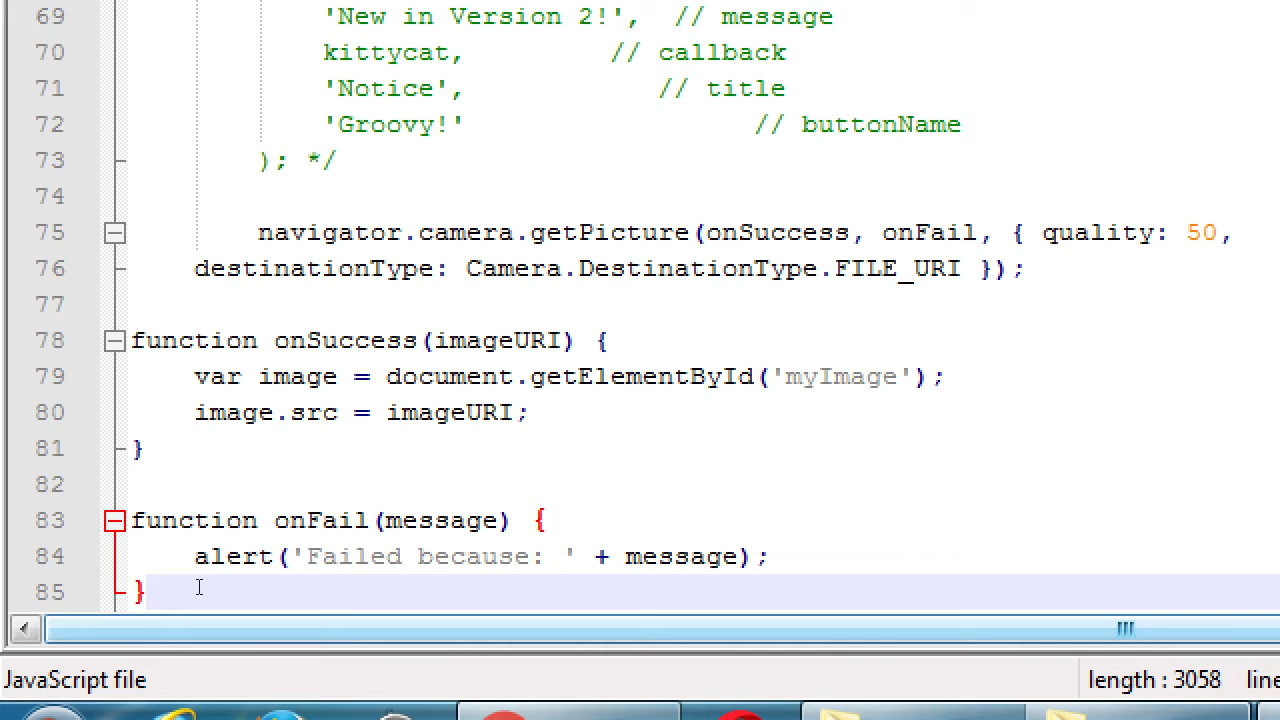 69 'New in Version 2!', // message
70 kittycat, // callback
71 'Notice', // title
72 'Groovy!' // buttonName
73 ); */
74
75 navigator.camera.getPicture(onSuccess, onFail, { quality: 50,
76 destinationType: Camera.DestinationType.FILE_URI });
77
78 function onSuccess(imageURI) {
79 var image = document.getElementById('myImage');
80 image.src = imageURI;
81 }
82
83 function onFail(message) {
84 alert('Failed because: ' + message);
85 }
JavaScript file length : 3058 line